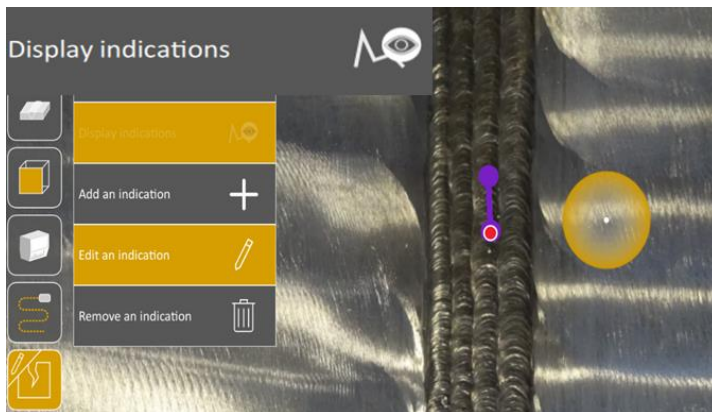 Display indications
Display indications
Add an indication
Edit an indication
Remove an indication